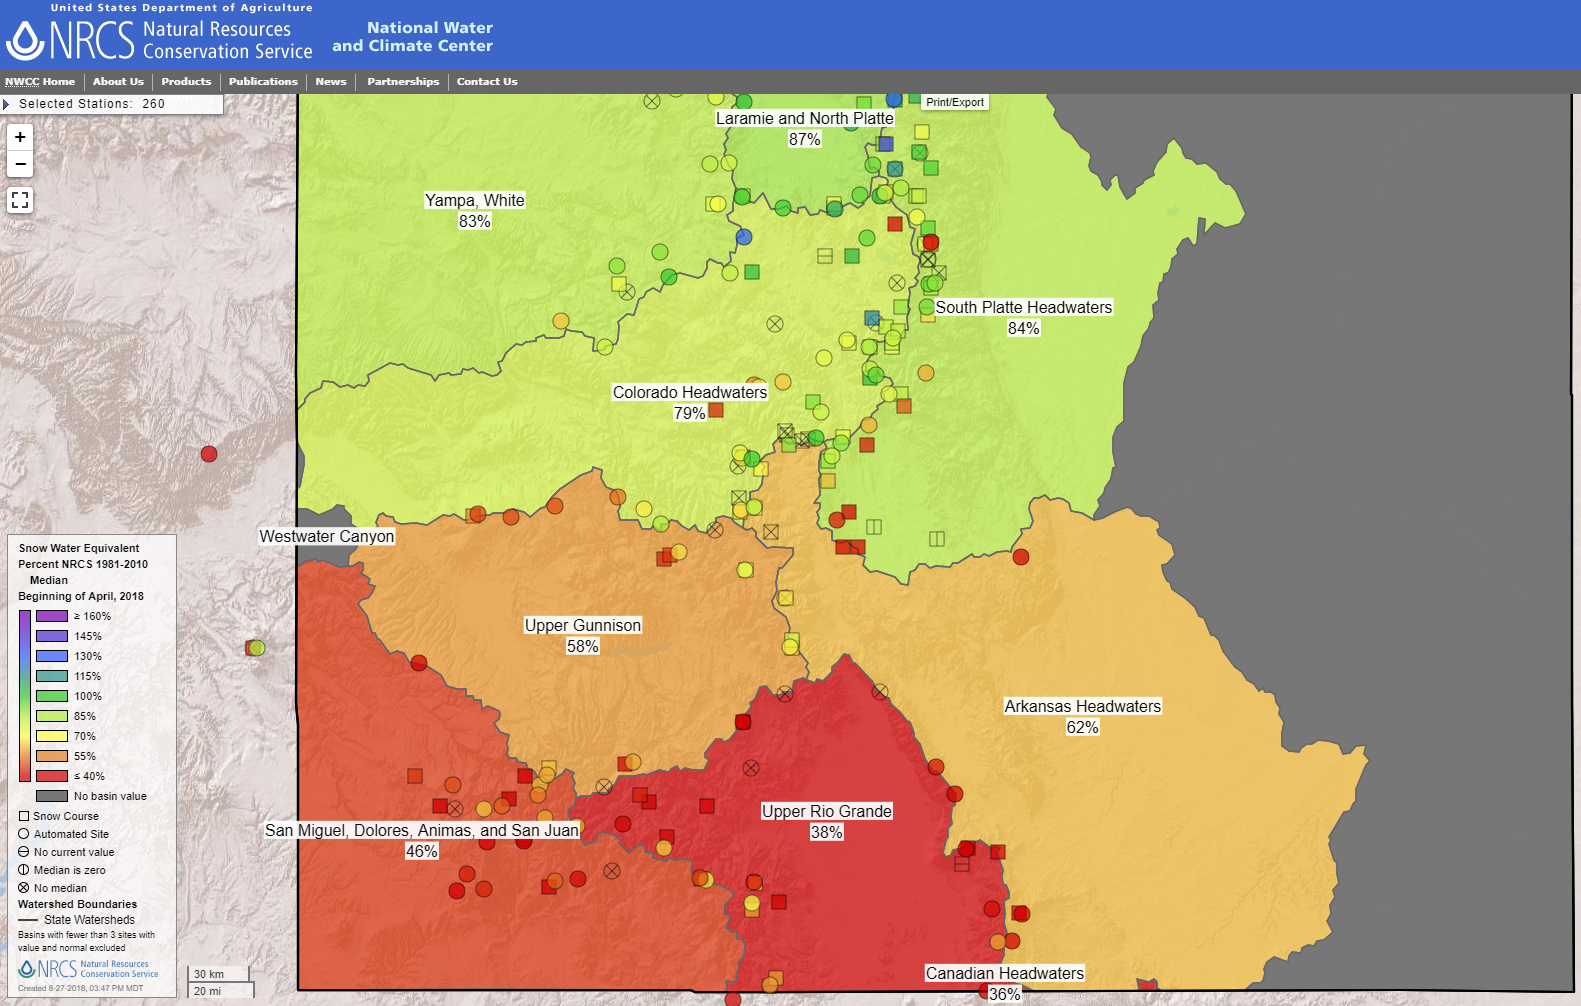 United States Department of Agriculture
NRCS Natural Resources Conservation Service
National Water
and Climate Center
NWCC Home About Us Products Publications News Partnerships Contact Us
Selected Stations: 260
Print/Export
+
−
Laramie and North Platte
87%
Yampa, White
83%
South Platte Headwaters
84%
Colorado Headwaters
79%
Westwater Canyon
Upper Gunnison
58%
Arkansas Headwaters
62%
Upper Rio Grande
38%
San Miguel, Dolores, Animas, and San Juan
46%
Canadian Headwaters
36%
Snow Water Equivalent
Percent NRCS 1981-2010
Median
Beginning of April, 2018
≥ 160%
145%
130%
115%
100%
85%
70%
55%
≤ 40%
No basin value
Snow Course
Automated Site
No current value
Median is zero
No median
Watershed Boundaries
State Watersheds
Basins with fewer than 3 sites with
value and normal excluded
NRCS Natural Resources
Conservation Service
Created 8-27-2018, 03:47 PM MDT
30 km
20 mi